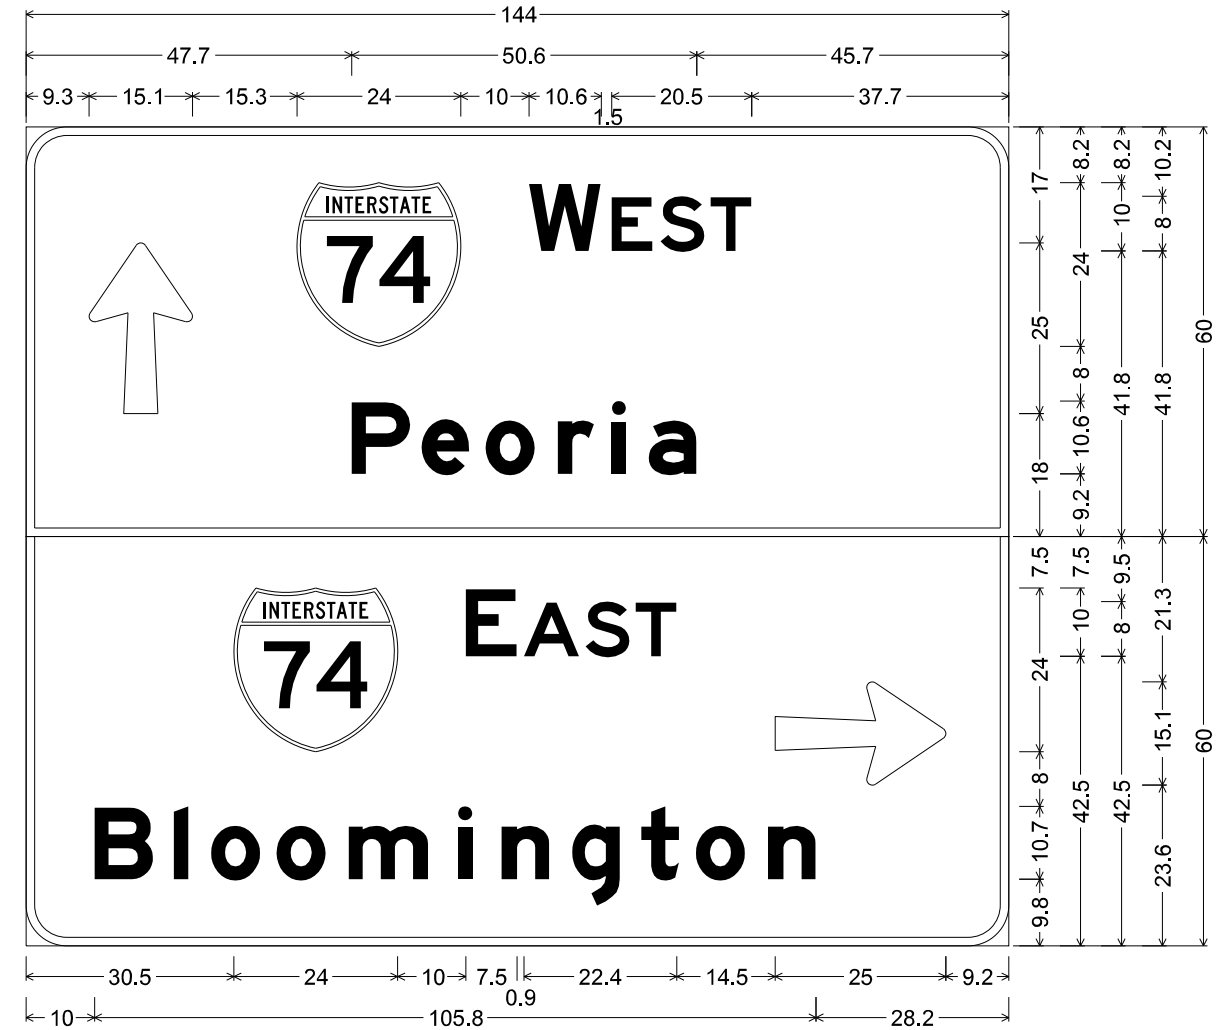 144
47.7 50.6 45.7
9.3 15.1 15.3 24 10 10.6 1.5 20.5 37.7
INTERSTATE
74
WEST
Peoria
INTERSTATE
74
EAST
Bloomington
17 25 18
8.2 24 8 10.6 9.2
8.2 10 41.8
10.2 8 41.8
60
7.5 24 8 10.7 9.8
7.5 10 42.5
9.5 8 42.5
21.3 15.1 23.6
60
30.5 24 10 7.5 0.9 22.4 14.5 25 9.2
10 105.8 28.2